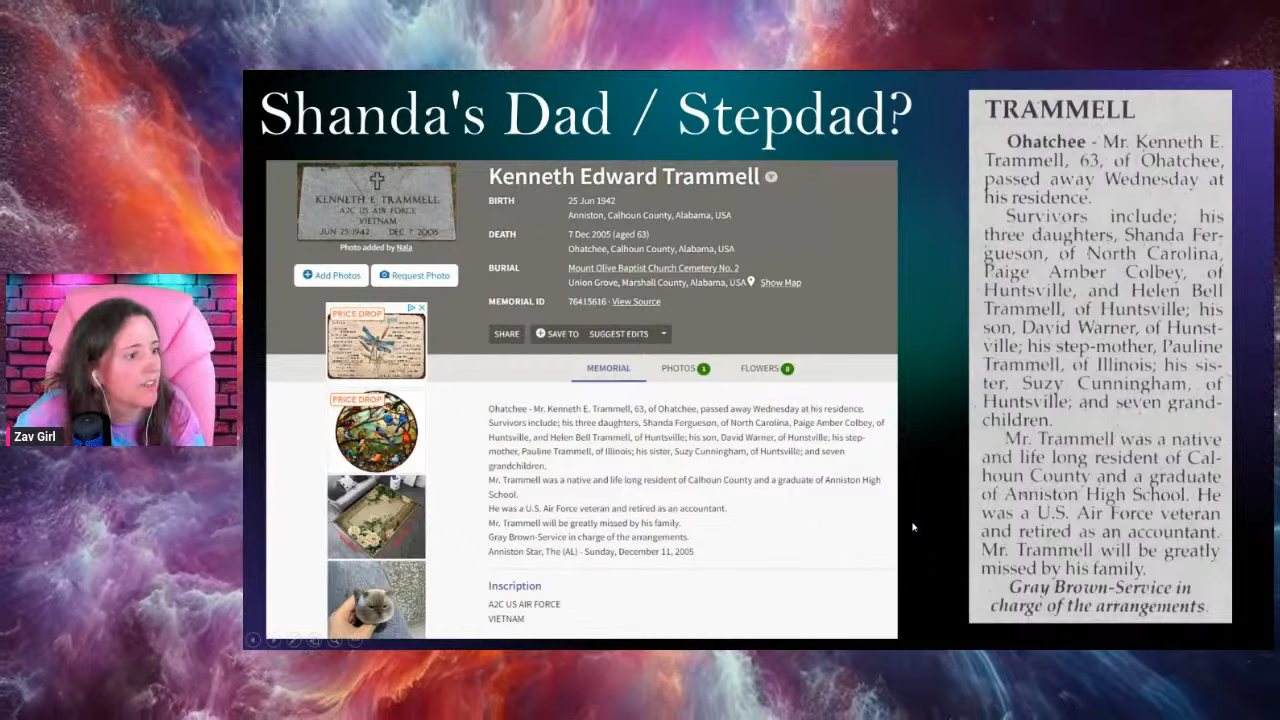 Shanda's Dad / Stepdad?
KENNETH E TRAMMELL
A2C US AIR FORCE
VIETNAM
JUN 25 1942 DEC 7 2005
Photo added by Nala
Add Photos
Request Photo
PRICE DROP
PRICE DROP
Kenneth Edward Trammell V
BIRTH 25 Jun 1942
Anniston, Calhoun County, Alabama, USA
DEATH 7 Dec 2005 (aged 63)
Ohatchee, Calhoun County, Alabama, USA
BURIAL Mount Olive Baptist Church Cemetery No. 2
Union Grove, Marshall County, Alabama, USA Show Map
MEMORIAL ID 76415616 · View Source
SHARE SAVE TO SUGGEST EDITS
MEMORIAL PHOTOS 1 FLOWERS 8
Ohatchee - Mr. Kenneth E. Trammell, 63, of Ohatchee, passed away Wednesday at his residence.
Survivors include; his three daughters, Shanda Fergueson, of North Carolina, Paige Amber Colbey, of
Huntsville, and Helen Bell Trammell, of Huntsville; his son, David Warner, of Hunstville; his step-
mother, Pauline Trammell, of Illinois; his sister, Suzy Cunningham, of Huntsville; and seven
grandchildren.
Mr. Trammell was a native and life long resident of Calhoun County and a graduate of Anniston High
School.
He was a U.S. Air Force veteran and retired as an accountant.
Mr. Trammell will be greatly missed by his family.
Gray Brown-Service in charge of the arrangements.
Anniston Star, The (AL) - Sunday, December 11, 2005
Inscription
A2C US AIR FORCE
VIETNAM
TRAMMELL
Ohatchee - Mr. Kenneth E.
Trammell, 63, of Ohatchee,
passed away Wednesday at
his residence.
Survivors include; his
three daughters, Shanda Fer-
gueson, of North Carolina,
Paige Amber Colbey, of
Huntsville, and Helen Bell
Trammell, of Huntsville; his
son, David Warner, of Hunst-
ville; his step-mother, Pauline
Trammell, of Illinois; his sis-
ter, Suzy Cunningham, of
Huntsville; and seven grand-
children.
Mr. Trammell was a native
and life long resident of Cal-
houn County and a graduate
of Anniston High School. He
was a U.S. Air Force veteran
and retired as an accountant.
Mr. Trammell will be greatly
missed by his family.
Gray Brown-Service in
charge of the arrangements.
Zav Girl